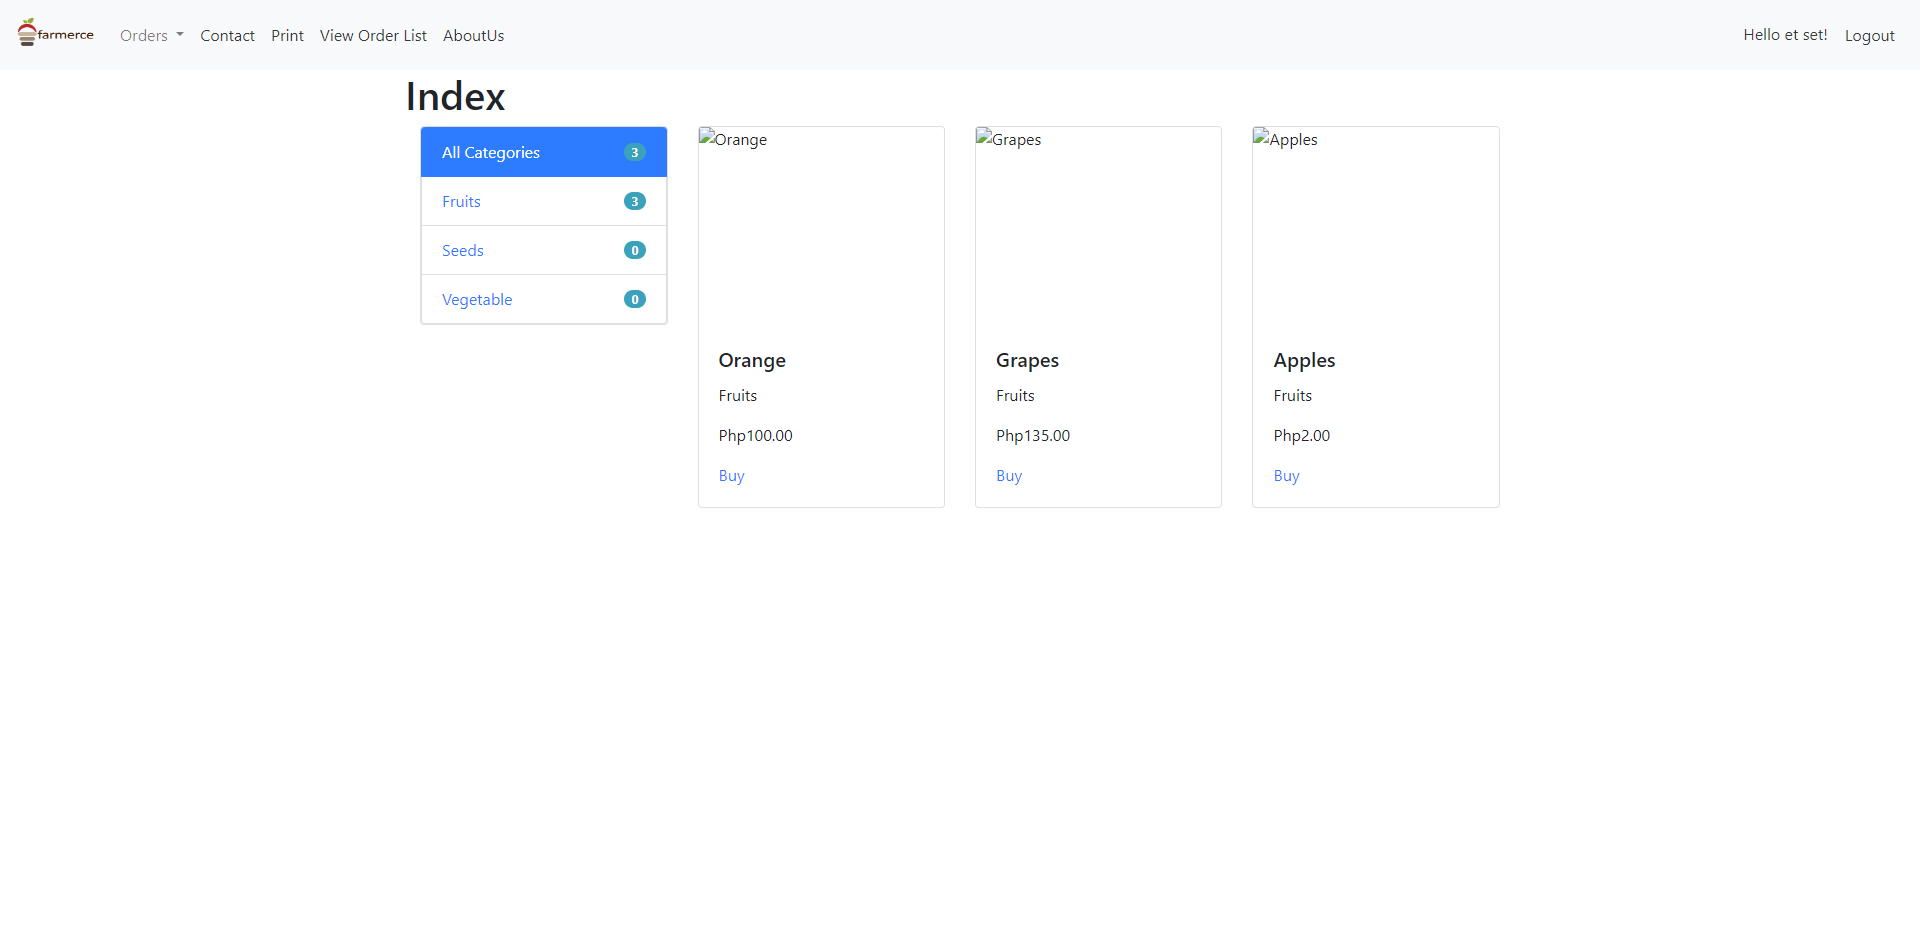 farmerce Orders Contact Print View Order List AboutUs Hello et set! Logout
Index
All Categories 3
Fruits 3
Seeds 0
Vegetable 0
Orange
Orange
Fruits
Php100.00
Buy
Grapes
Grapes
Fruits
Php135.00
Buy
Apples
Apples
Fruits
Php2.00
Buy